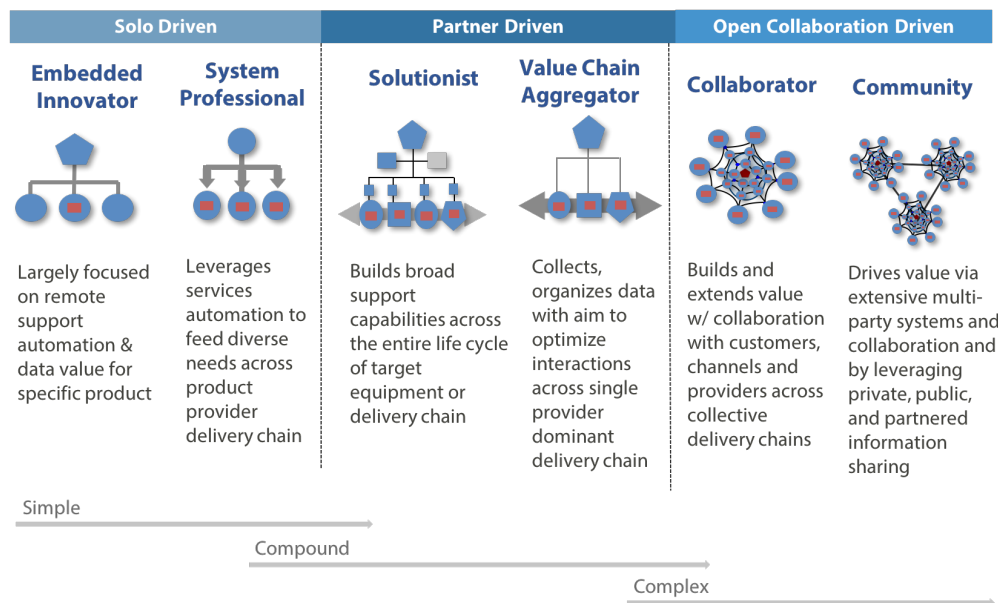 Solo Driven
Partner Driven
Open Collaboration Driven
Embedded
Innovator
System
Professional
Solutionist
Value Chain
Aggregator
Collaborator
Community
Largely focused
on remote
support
automation &
data value for
specific product
Leverages
services
automation to
feed diverse
needs across
product
provider
delivery chain
Builds broad
support
capabilities across
the entire life cycle
of target
equipment or
delivery chain
Collects,
organizes data
with aim to
optimize
interactions
across single
provider
dominant
delivery chain
Builds and
extends value
w/ collaboration
with customers,
channels and
providers across
collective
delivery chains
Drives value via
extensive multi-
party systems and
collaboration and
by leveraging
private, public,
and partnered
information
sharing
Simple
Compound
Complex